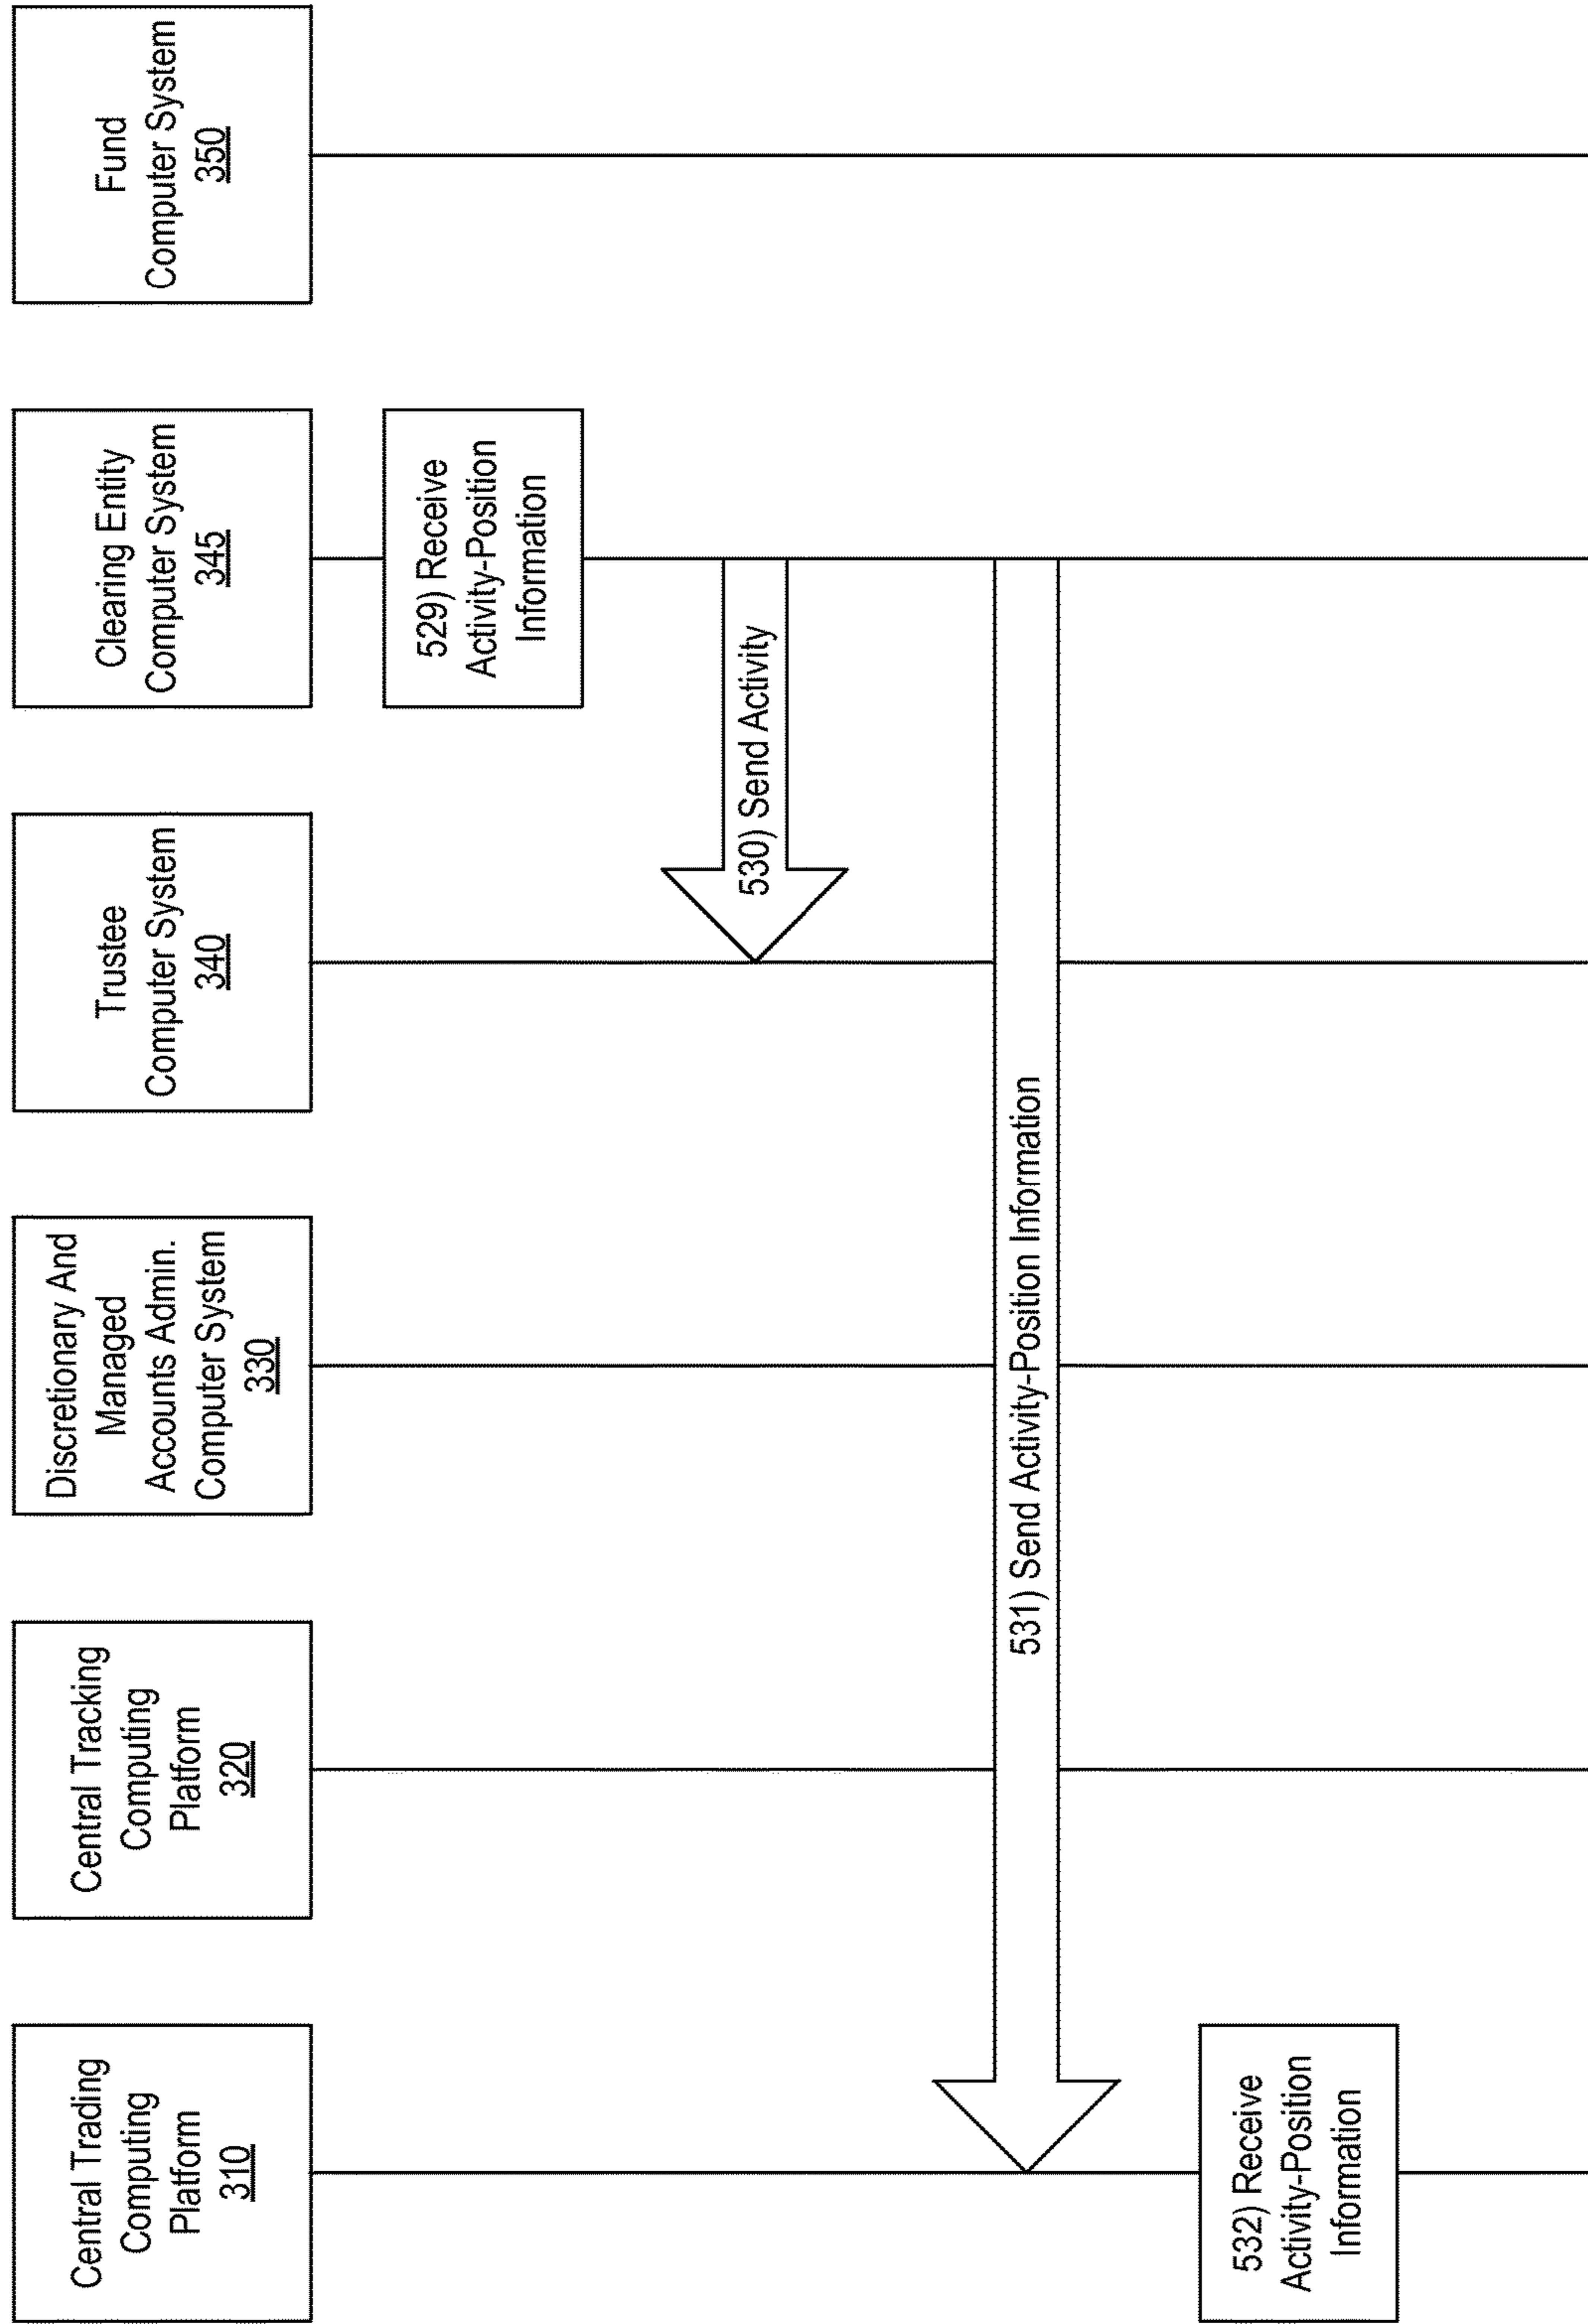 Central Trading
Computing
Platform
310
Central Tracking
Computing
Platform
320
Discretionary And
Managed
Accounts Admin.
Computer System
330
Trustee
Computer System
340
Clearing Entity
Computer System
345
Fund
Computer System
350
529) Receive
Activity-Position
Information
530) Send Activity
531) Send Activity-Position Information
532) Receive
Activity-Position
Information